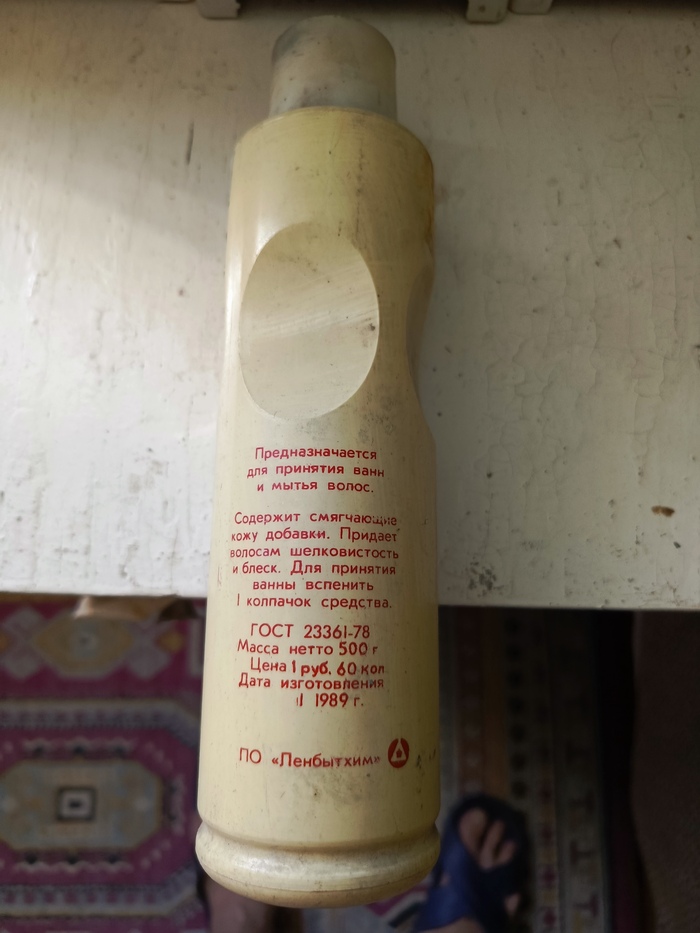 Предназначается
для принятия ванн
и мытья волос.
Содержит смягчающие
кожу добавки. Придает
волосам шелковистость
и блеск. Для принятия
ванны вспенить
1 колпачок средства.
ГОСТ 23361-78
Масса нетто 500 г
Цена 1 руб. 60 коп
Дата изготовления
1989 г.
ПО «Ленбытхим»